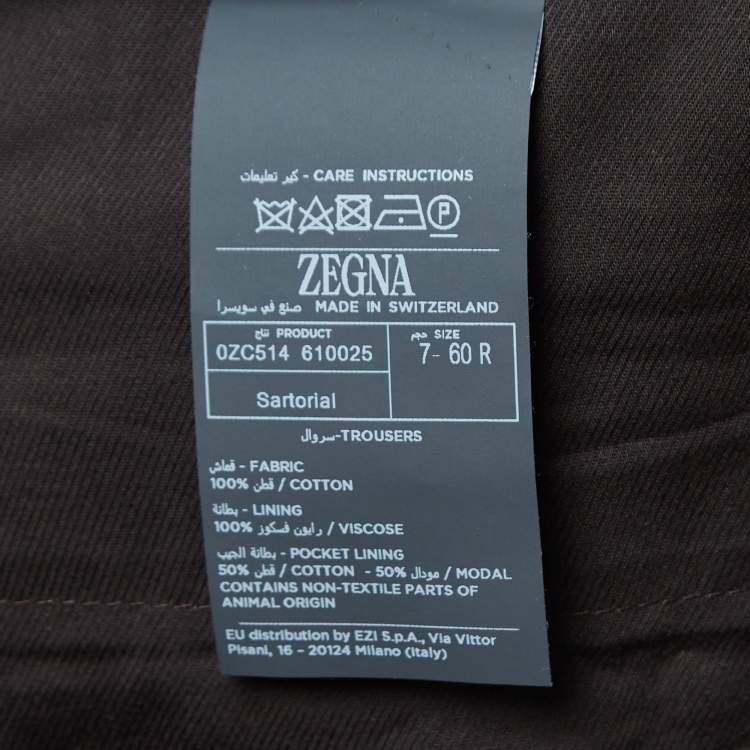 كير تعليمات - CARE INSTRUCTIONS
P
ZEGNA
صنع في سويسرا MADE IN SWITZERLAND
نتاج PRODUCT
0ZC514 610025
Sartorial
حجم SIZE
7- 60 R
سروال-TROUSERS
قماش - FABRIC
100% قطن / COTTON
بطانة - LINING
100% رايون فسكوز / VISCOSE
بطانة الجيب - POCKET LINING
50% قطن / COTTON - 50% مودال / MODAL
CONTAINS NON-TEXTILE PARTS OF
ANIMAL ORIGIN
EU distribution by EZI S.p.A., Via Vittor
Pisani, 16 - 20124 Milano (Italy)